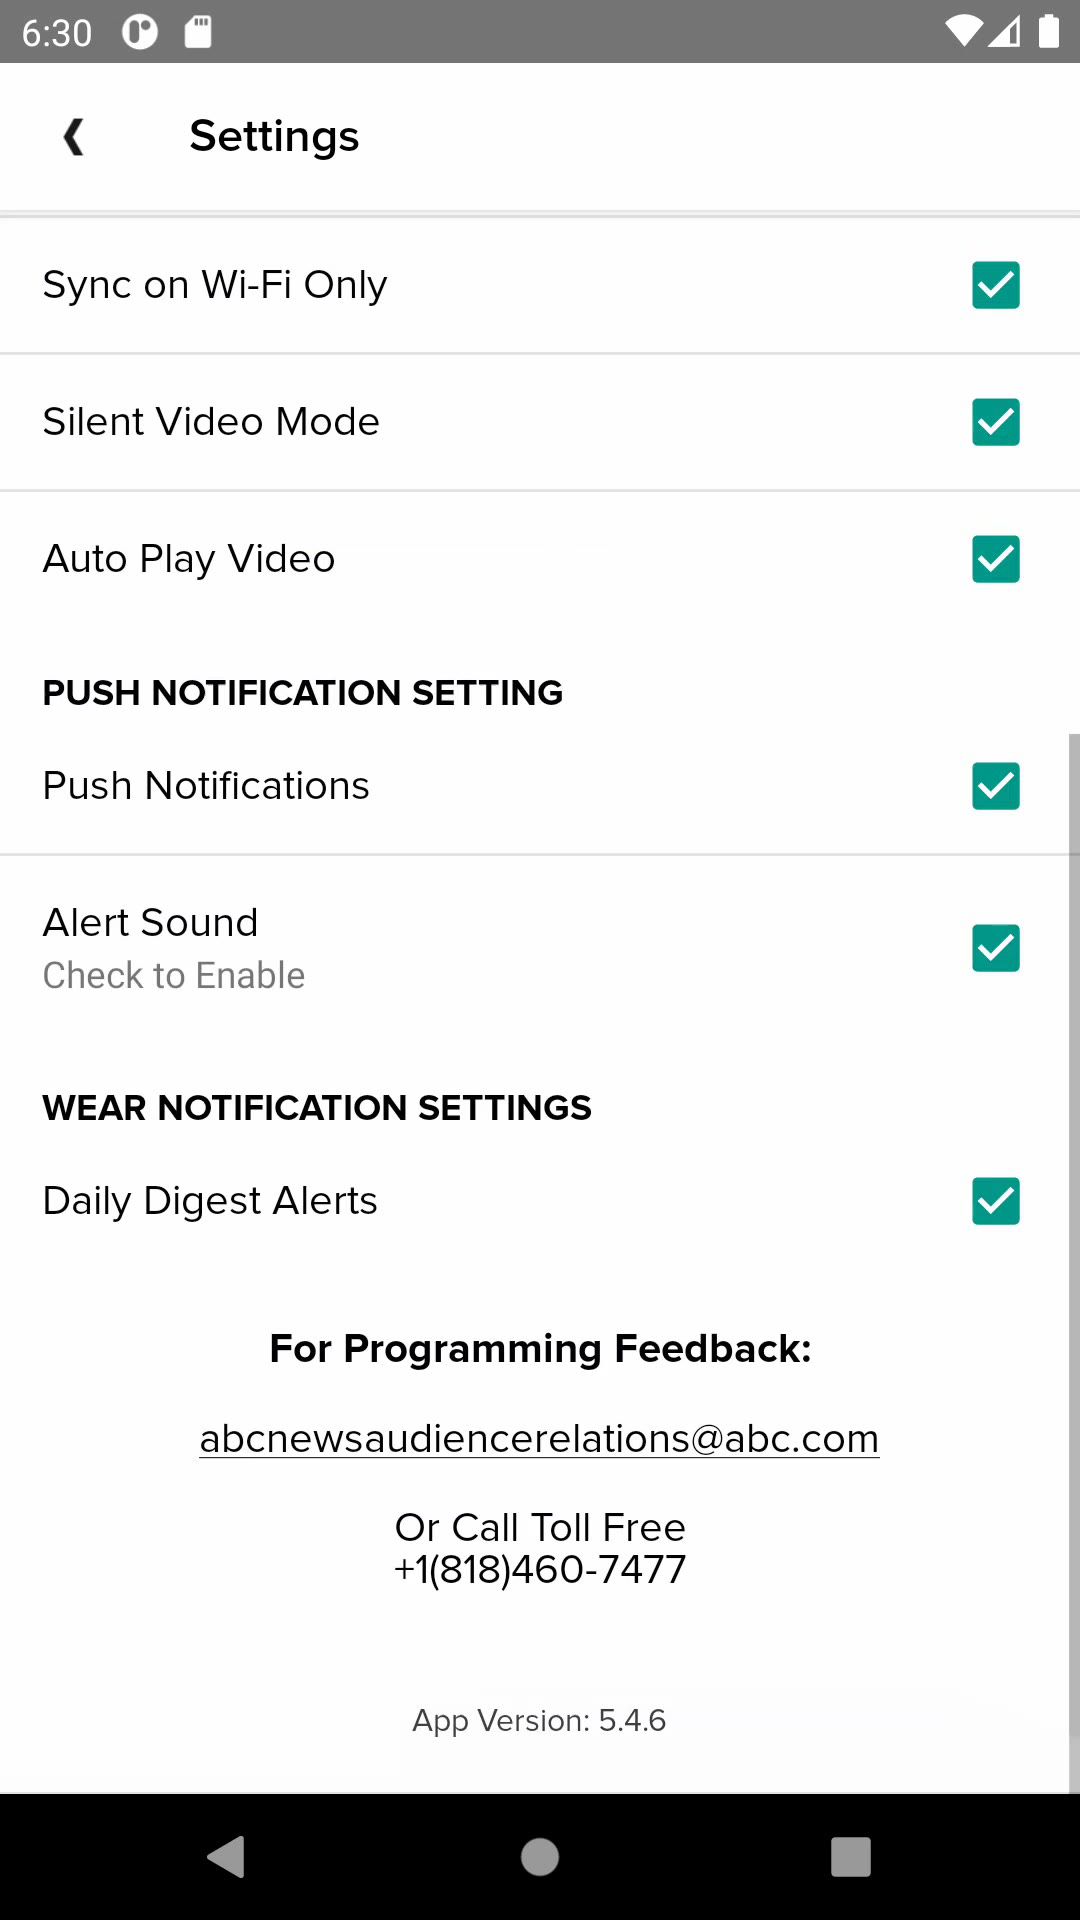 6:30
Settings
Sync on Wi-Fi Only
Silent Video Mode
Auto Play Video
PUSH NOTIFICATION SETTING
Push Notifications
Alert Sound
Check to Enable
WEAR NOTIFICATION SETTINGS
Daily Digest Alerts
For Programming Feedback:
abcnewsaudiencerelations@abc.com
Or Call Toll Free
+1(818)460-7477
App Version: 5.4.6